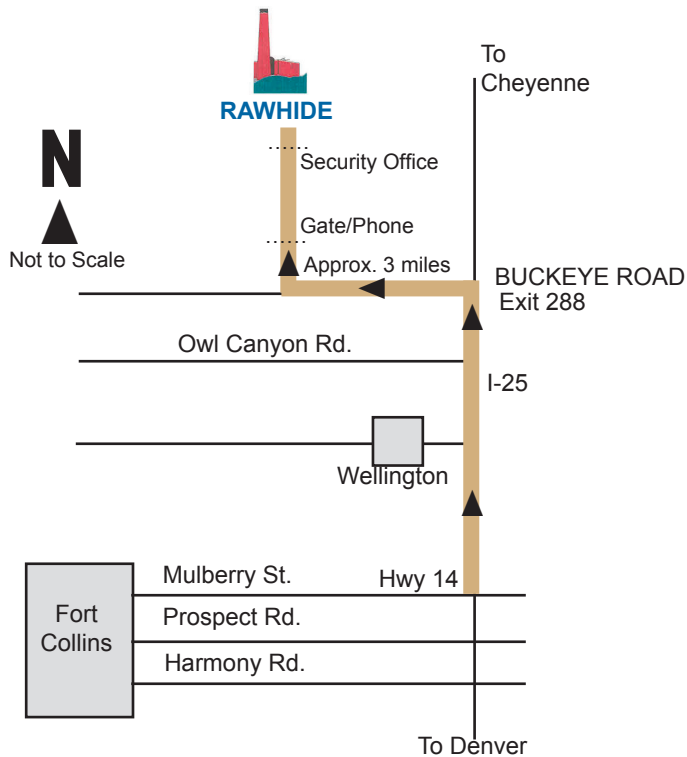 To
Cheyenne
RAWHIDE
N
Security Office
Gate/Phone
Not to Scale
Approx. 3 miles
BUCKEYE ROAD
Exit 288
Owl Canyon Rd.
I-25
Wellington
Mulberry St.
Hwy 14
Fort
Collins
Prospect Rd.
Harmony Rd.
To Denver